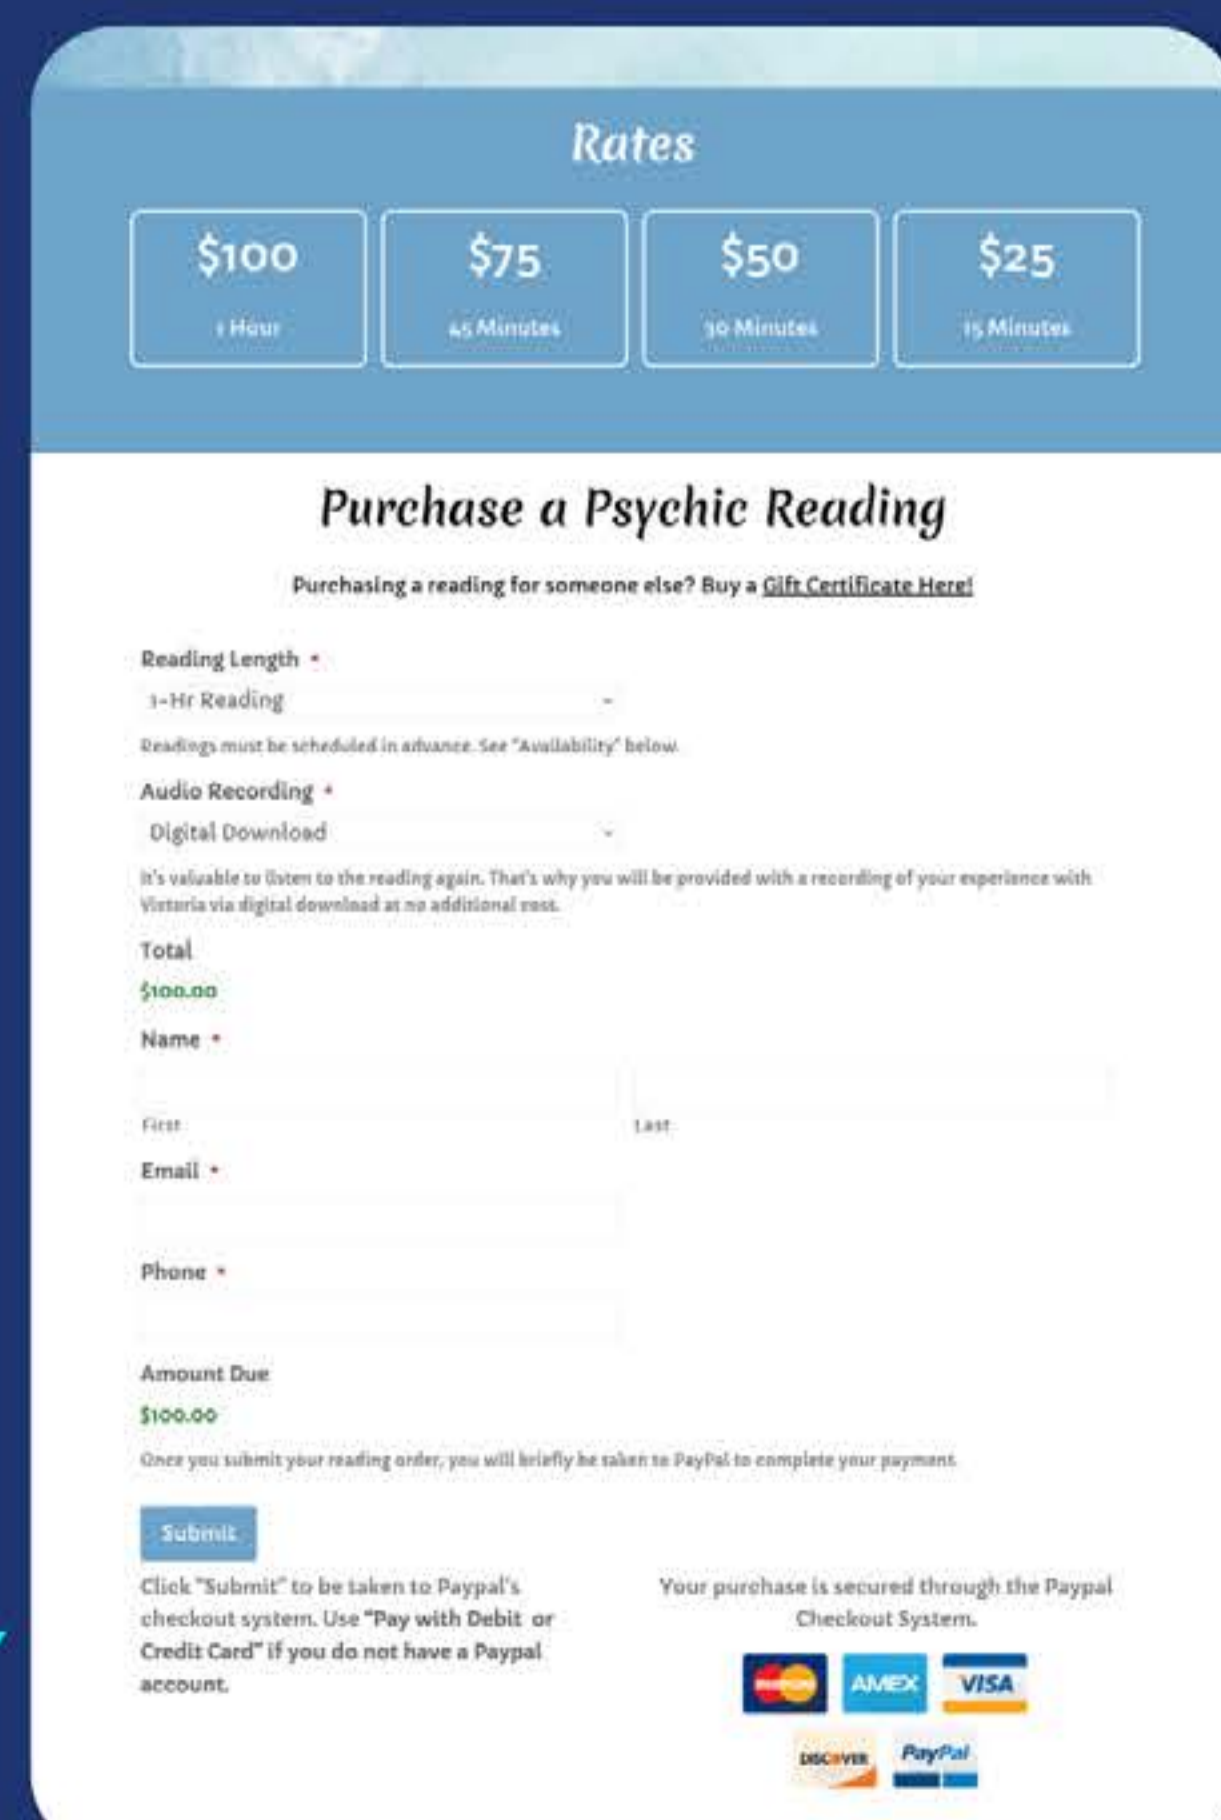 Rates
$100 $75 $50 $25
1 Hour 45 Minutes 30 Minutes 15 Minutes
Purchase a Psychic Reading
Purchasing a reading for someone else? Buy a Gift Certificate Here!
Reading Length *
1-Hr Reading
Readings must be scheduled in advance. See "Availability" below.
Audio Recording *
Digital Download
It's valuable to listen to the reading again. That's why you will be provided with a recording of your experience with
Victoria via digital download at no additional cost.
Total
$100.00
Name *
First Last
Email *
Phone *
Amount Due
$100.00
Once you submit your reading order, you will briefly be taken to PayPal to complete your payment.
Submit
Click "Submit" to be taken to Paypal's
checkout system. Use "Pay with Debit or
Credit Card" if you do not have a Paypal
account.
Your purchase is secured through the Paypal
Checkout System.
AMEX VISA
DISCOVER PayPal